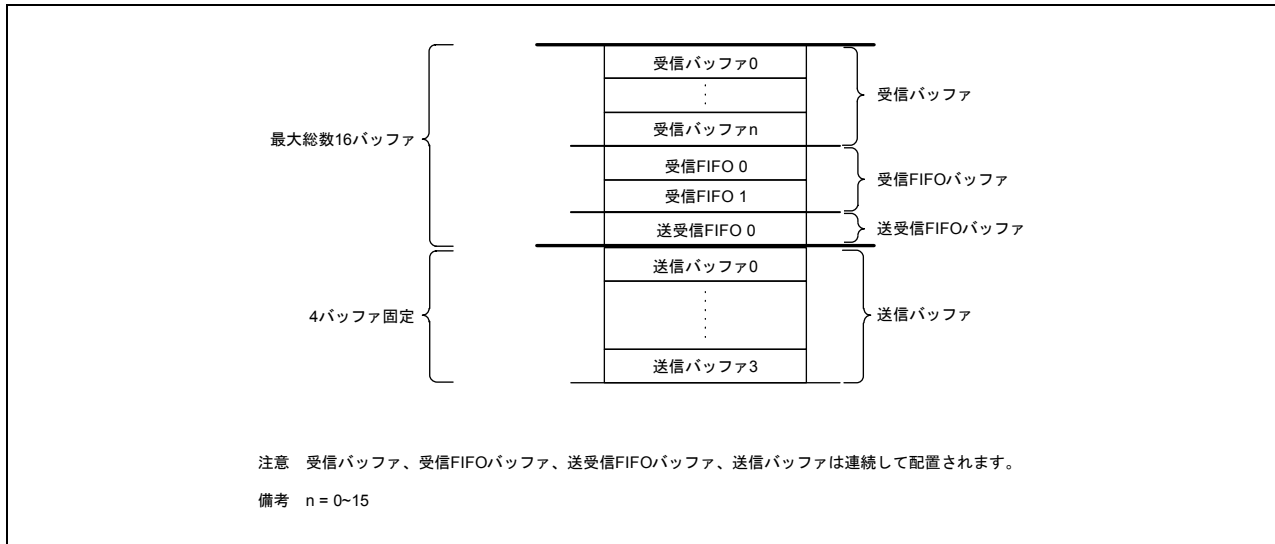 最大総数16バッファ
4バッファ固定
受信バッファ0
受信バッファn
受信FIFO 0
受信FIFO 1
送受信FIFO 0
送信バッファ0
送信バッファ3
受信バッファ
受信FIFOバッファ
送受信FIFOバッファ
送信バッファ
注意 受信バッファ、受信FIFOバッファ、送受信FIFOバッファ、送信バッファは連続して配置されます。
備考 n = 0~15